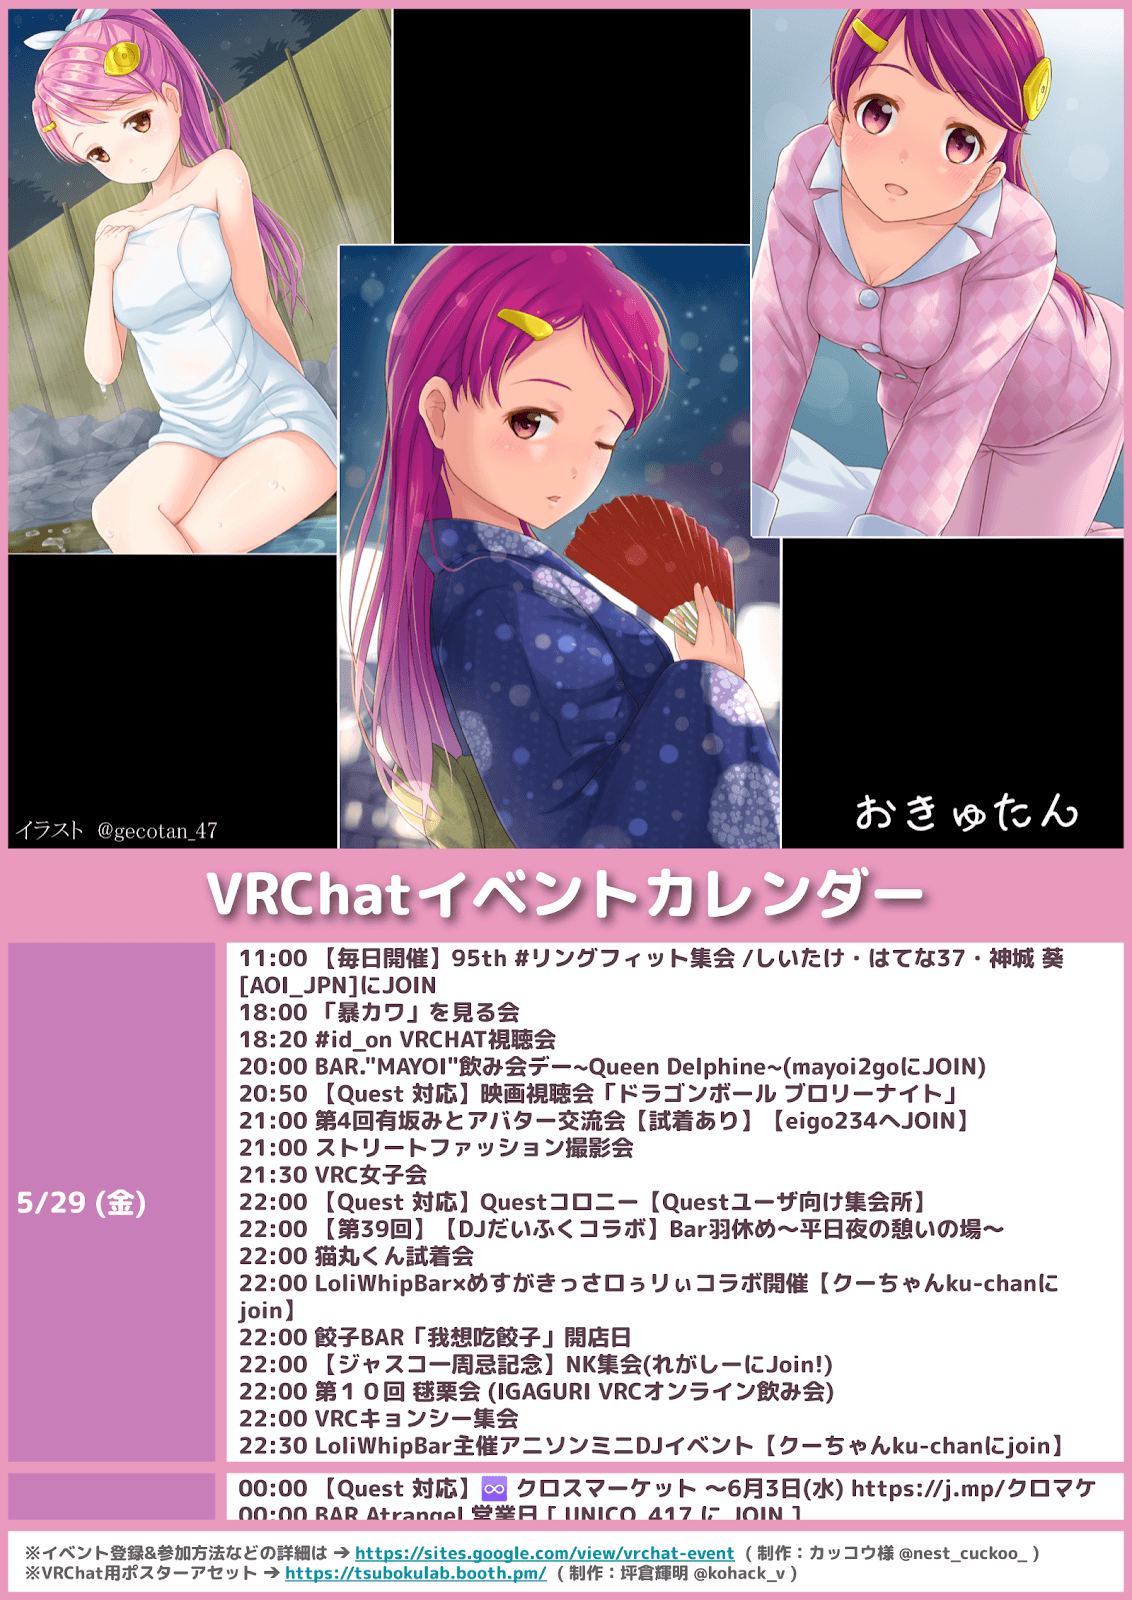 イラスト @gecotan_47
おきゅたん
VRChatイベントカレンダー
5/29 (金)
11:00 【毎日開催】95th #リングフィット集会 /しいたけ・はてな37・神城 葵
[AOI_JPN]にJOIN
18:00 「暴カワ」を見る会
18:20 #id_on VRCHAT視聴会
20:00 BAR."MAYOI"飲み会デー~Queen Delphine~(mayoi2goにJOIN)
20:50 【Quest 対応】映画視聴会「ドラゴンボール ブロリーナイト」
21:00 第4回有坂みとアバター交流会【試着あり】【eigo234へJOIN】
21:00 ストリートファッション撮影会
21:30 VRC女子会
22:00 【Quest 対応】Questコロニー【Questユーザ向け集会所】
22:00 【第39回】【DJだいふくコラボ】Bar羽休め～平日夜の憩いの場～
22:00 猫丸くん試着会
22:00 LoliWhipBar×めすがきっさロぅリぃコラボ開催【クーちゃんku-chanに
join】
22:00 餃子BAR「我想吃餃子」開店日
22:00 【ジャスコ一周忌記念】NK集会(れがしーにJoin!)
22:00 第１０回 毬栗会 (IGAGURI VRCオンライン飲み会)
22:00 VRCキョンシー集会
22:30 LoliWhipBar主催アニソンミニDJイベント【クーちゃんku-chanにjoin】
00:00 【Quest 対応】♾ クロスマーケット ～6月3日(水) https://j.mp/クロマケ
00:00 BAR Atrangel 営業日 [ UNICO_417 に JOIN ]
※イベント登録&参加方法などの詳細は ➔ https://sites.google.com/view/vrchat-event ( 制作：カッコウ様 @nest_cuckoo_ )
※VRChat用ポスターアセット ➔ https://tsubokulab.booth.pm/ ( 制作：坪倉輝明 @kohack_v )